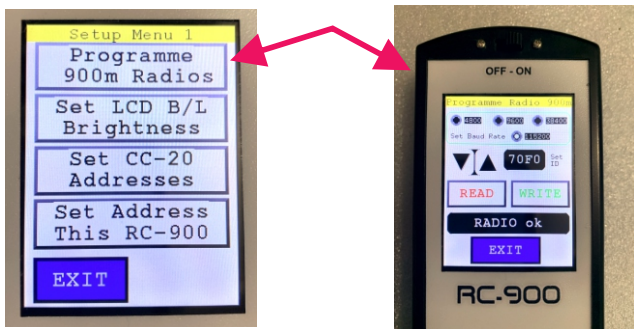 Setup Menu 1
Programme
900m Radios
Set LCD B/L
Brightness
Set CC-20
Addresses
Set Address
This RC-900
EXIT
OFF - ON
Programme Radio 900m
4800 9600 38400
Set Baud Rate 115200
70F0 Set ID
READ WRITE
RADIO ok
EXIT
RC-900